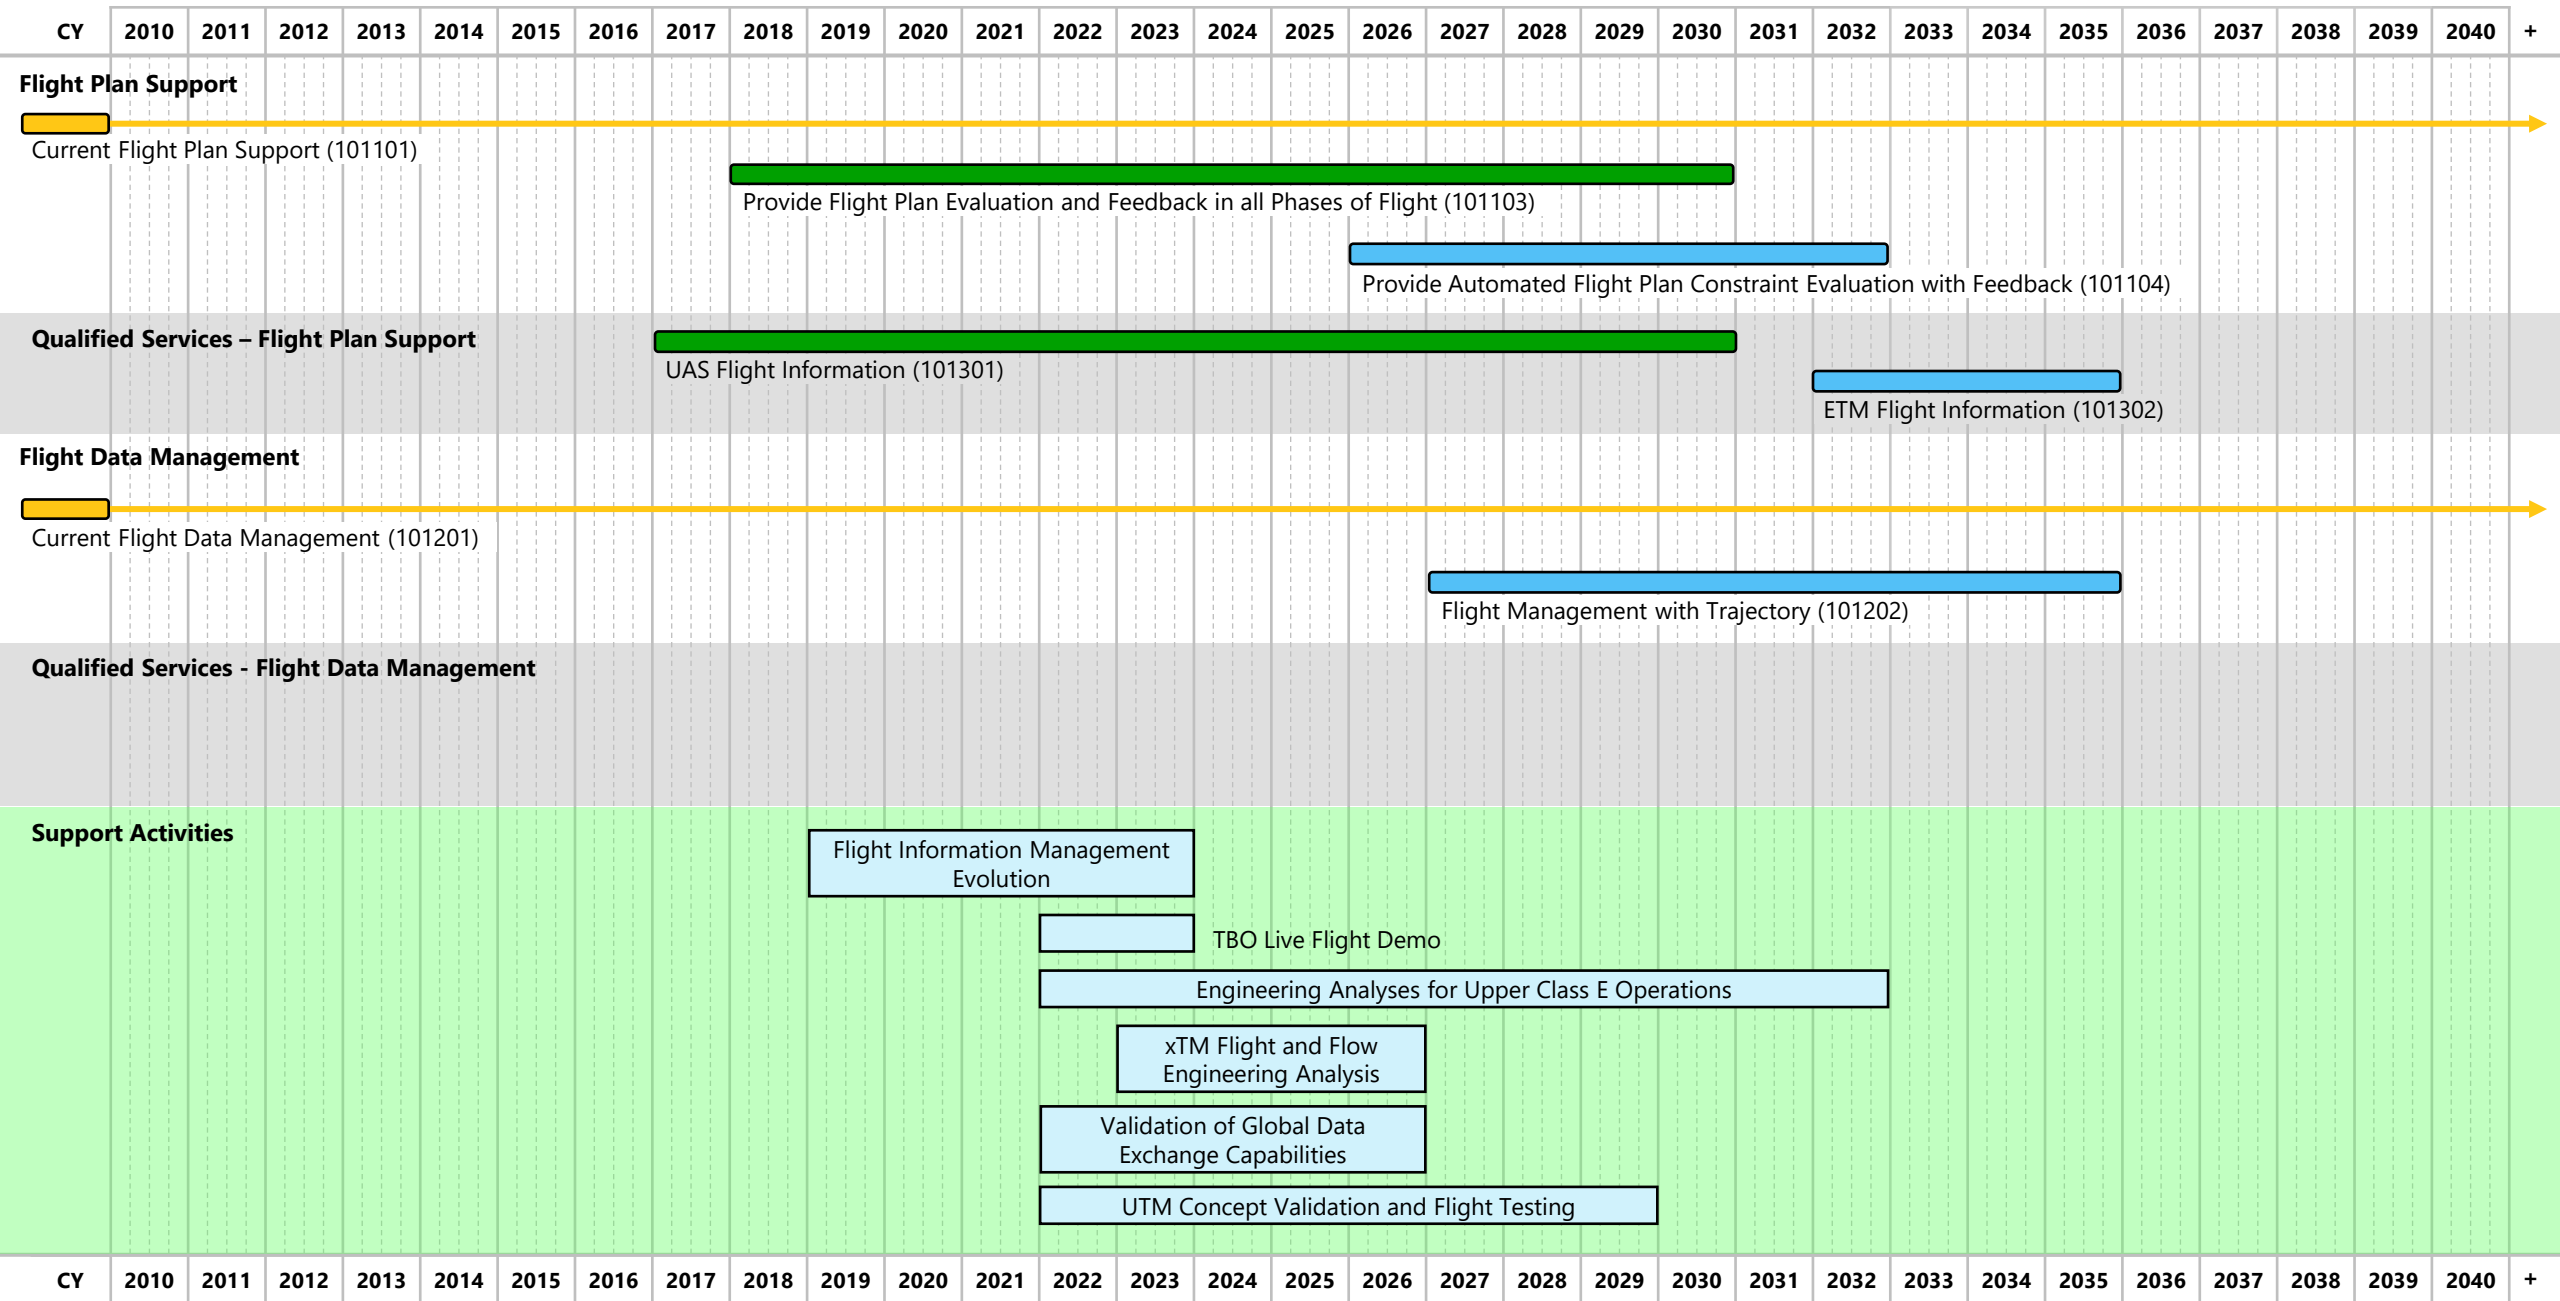 CY 2010 2011 2012 2013 2014 2015 2016 2017 2018 2019 2020 2021 2022 2023 2024 2025 2026 2027 2028 2029 2030 2031 2032 2033 2034 2035 2036 2037 2038 2039 2040 +
Flight Plan Support
Current Flight Plan Support (101101)
Provide Flight Plan Evaluation and Feedback in all Phases of Flight (101103)
Provide Automated Flight Plan Constraint Evaluation with Feedback (101104)
Qualified Services – Flight Plan Support
UAS Flight Information (101301)
ETM Flight Information (101302)
Flight Data Management
Current Flight Data Management (101201)
Flight Management with Trajectory (101202)
Qualified Services - Flight Data Management
Support Activities
Flight Information Management
Evolution
TBO Live Flight Demo
Engineering Analyses for Upper Class E Operations
xTM Flight and Flow
Engineering Analysis
Validation of Global Data
Exchange Capabilities
UTM Concept Validation and Flight Testing
CY 2010 2011 2012 2013 2014 2015 2016 2017 2018 2019 2020 2021 2022 2023 2024 2025 2026 2027 2028 2029 2030 2031 2032 2033 2034 2035 2036 2037 2038 2039 2040 +